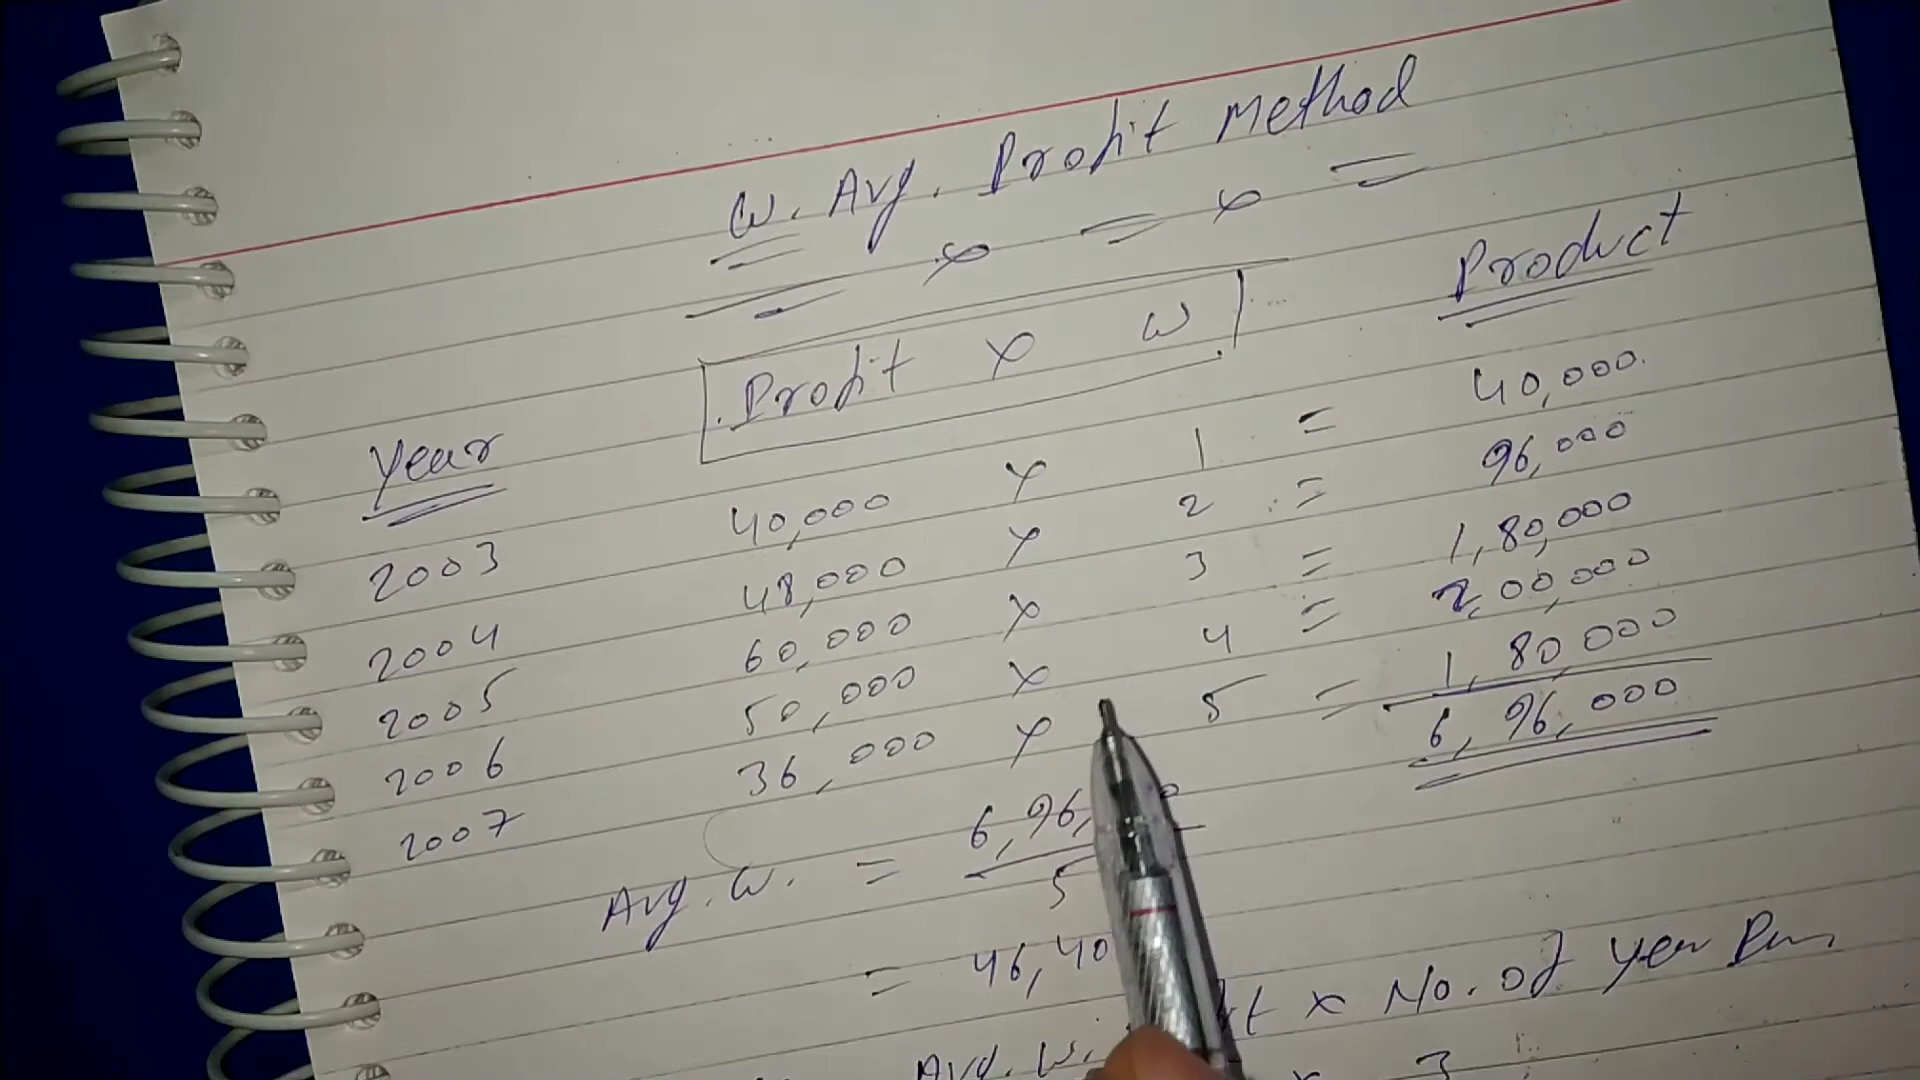 W. Avg. Profit Method
Year Profit × W Product
2003 40,000 × 1 = 40,000
2004 48,000 × 2 = 96,000
2005 60,000 × 3 = 1,80,000
2006 50,000 × 4 = 2,00,000
2007 36,000 × 5 = 1,80,000
6,96,000
Avg. W. = 6,96,
5
= 46,40
Avg. W. × No. of Year
× 3